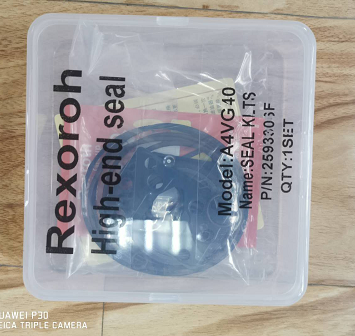 Rexoroh
High-end seal
Model:A4VG40
Name:SEAL KITS
QTY:1SET
HUAWEI P30
LEICA TRIPLE CAMERA